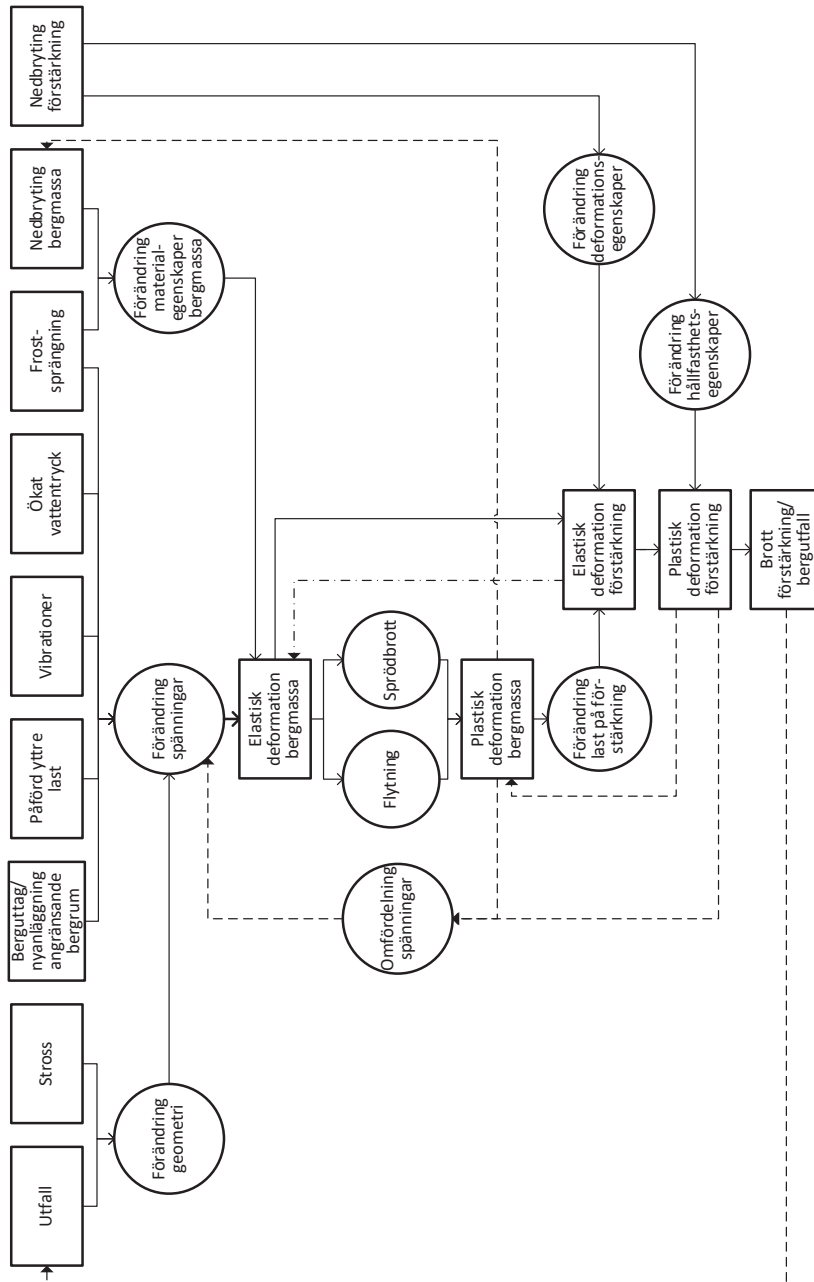 Utfall
Stross
Berguttag/
nyanläggning
angränsande
bergrum
Påförd yttre
last
Vibrationer
Ökat
vattentryck
Frost-
sprängning
Nedbryting
bergmassa
Nedbryting
förstärkning
Förändring
geometri
Förändring
spänningar
Förändring
material-
egenskaper
bergmassa
Elastisk
deformation
bergmassa
Flytning
Sprödbrott
Omfördelning
spänningar
Plastisk
deformation
bergmassa
Förändring
last på för-
stärkning
Elastisk
deformation
förstärkning
Förändring
deformations-
egenskaper
Plastisk
deformation
förstärkning
Förändring
hållfasthets-
egenskaper
Brott
förstärkning/
bergutfall